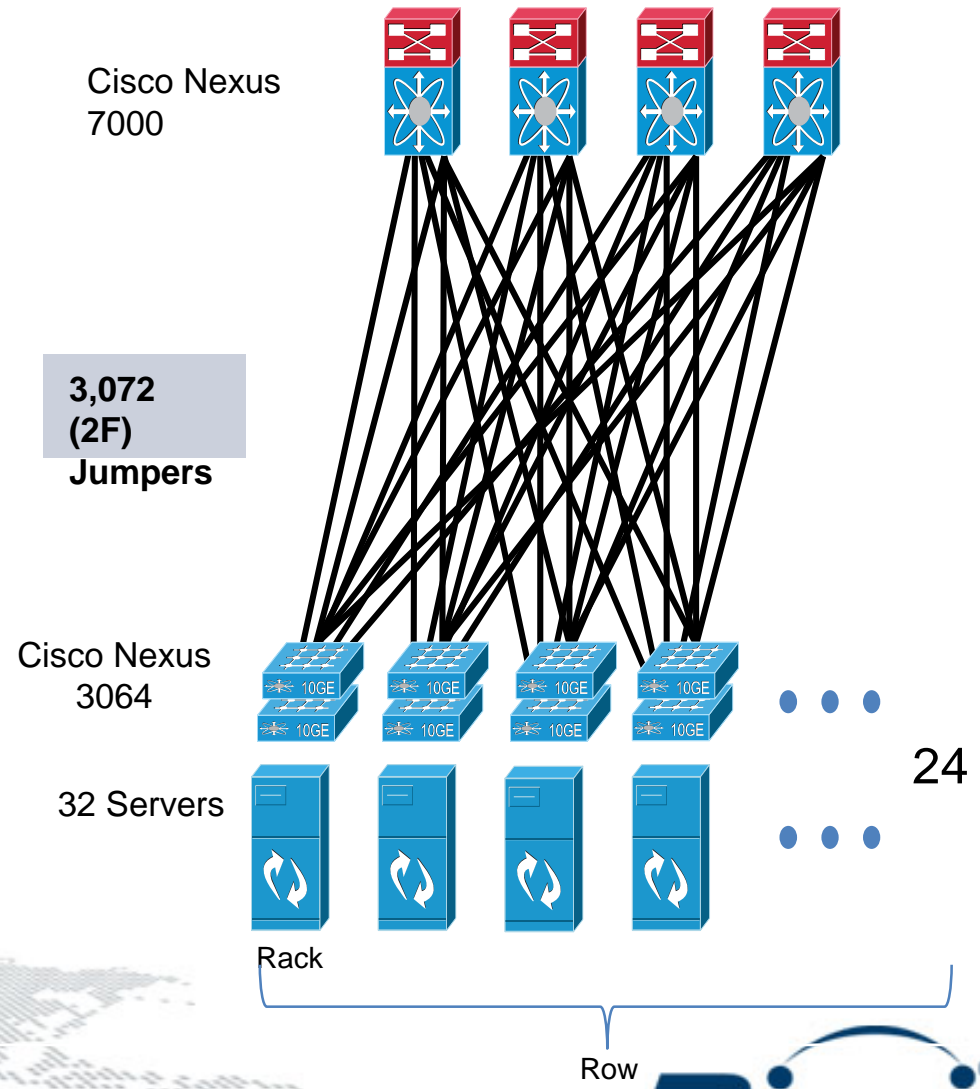 Cisco Nexus
7000
3,072
(2F)
Jumpers
Cisco Nexus
3064
10GE
10GE
10GE
10GE
10GE
10GE
10GE
10GE
24
32 Servers
Rack
Row